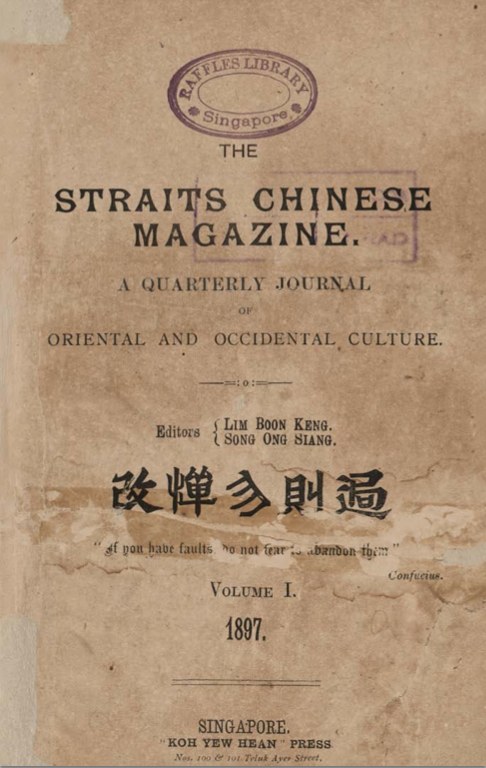 RAFFLES LIBRARY
Singapore.
THE
STRAITS CHINESE
MAGAZINE.
A QUARTERLY JOURNAL
OF
ORIENTAL AND OCCIDENTAL CULTURE.
Editors { LIM BOON KENG.
SONG ONG SIANG.
改憚勿則過
"If you have faults do not fear to abandon them"
Confucius.
VOLUME I.
1897.
SINGAPORE.
"KOH YEW HEAN" PRESS
Nos. 100 & 101 Teluk Ayer Street.